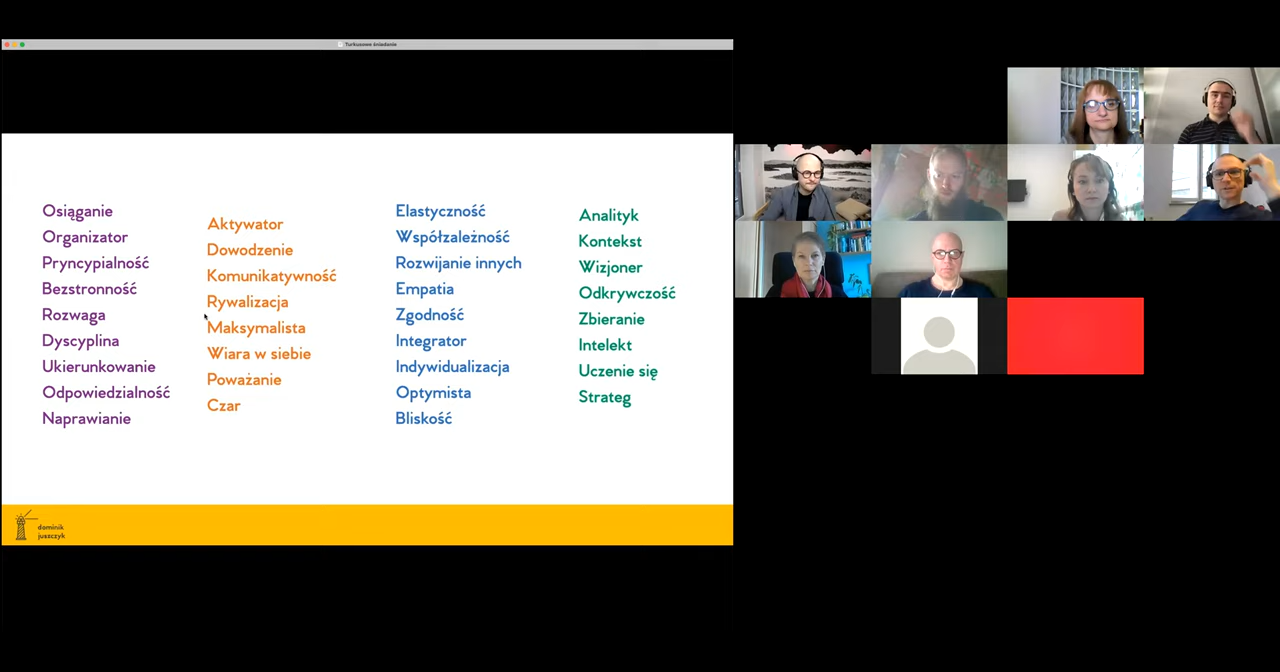 Turkusowe śniadanie
Osiąganie
Organizator
Pryncypialność
Bezstronność
Rozwaga
Dyscyplina
Ukierunkowanie
Odpowiedzialność
Naprawianie
Aktywator
Dowodzenie
Komunikatywność
Rywalizacja
Maksymalista
Wiara w siebie
Poważanie
Czar
Elastyczność
Współzależność
Rozwijanie innych
Empatia
Zgodność
Integrator
Indywidualizacja
Optymista
Bliskość
Analityk
Kontekst
Wizjoner
Odkrywczość
Zbieranie
Intelekt
Uczenie się
Strateg
dominik
juszczyk